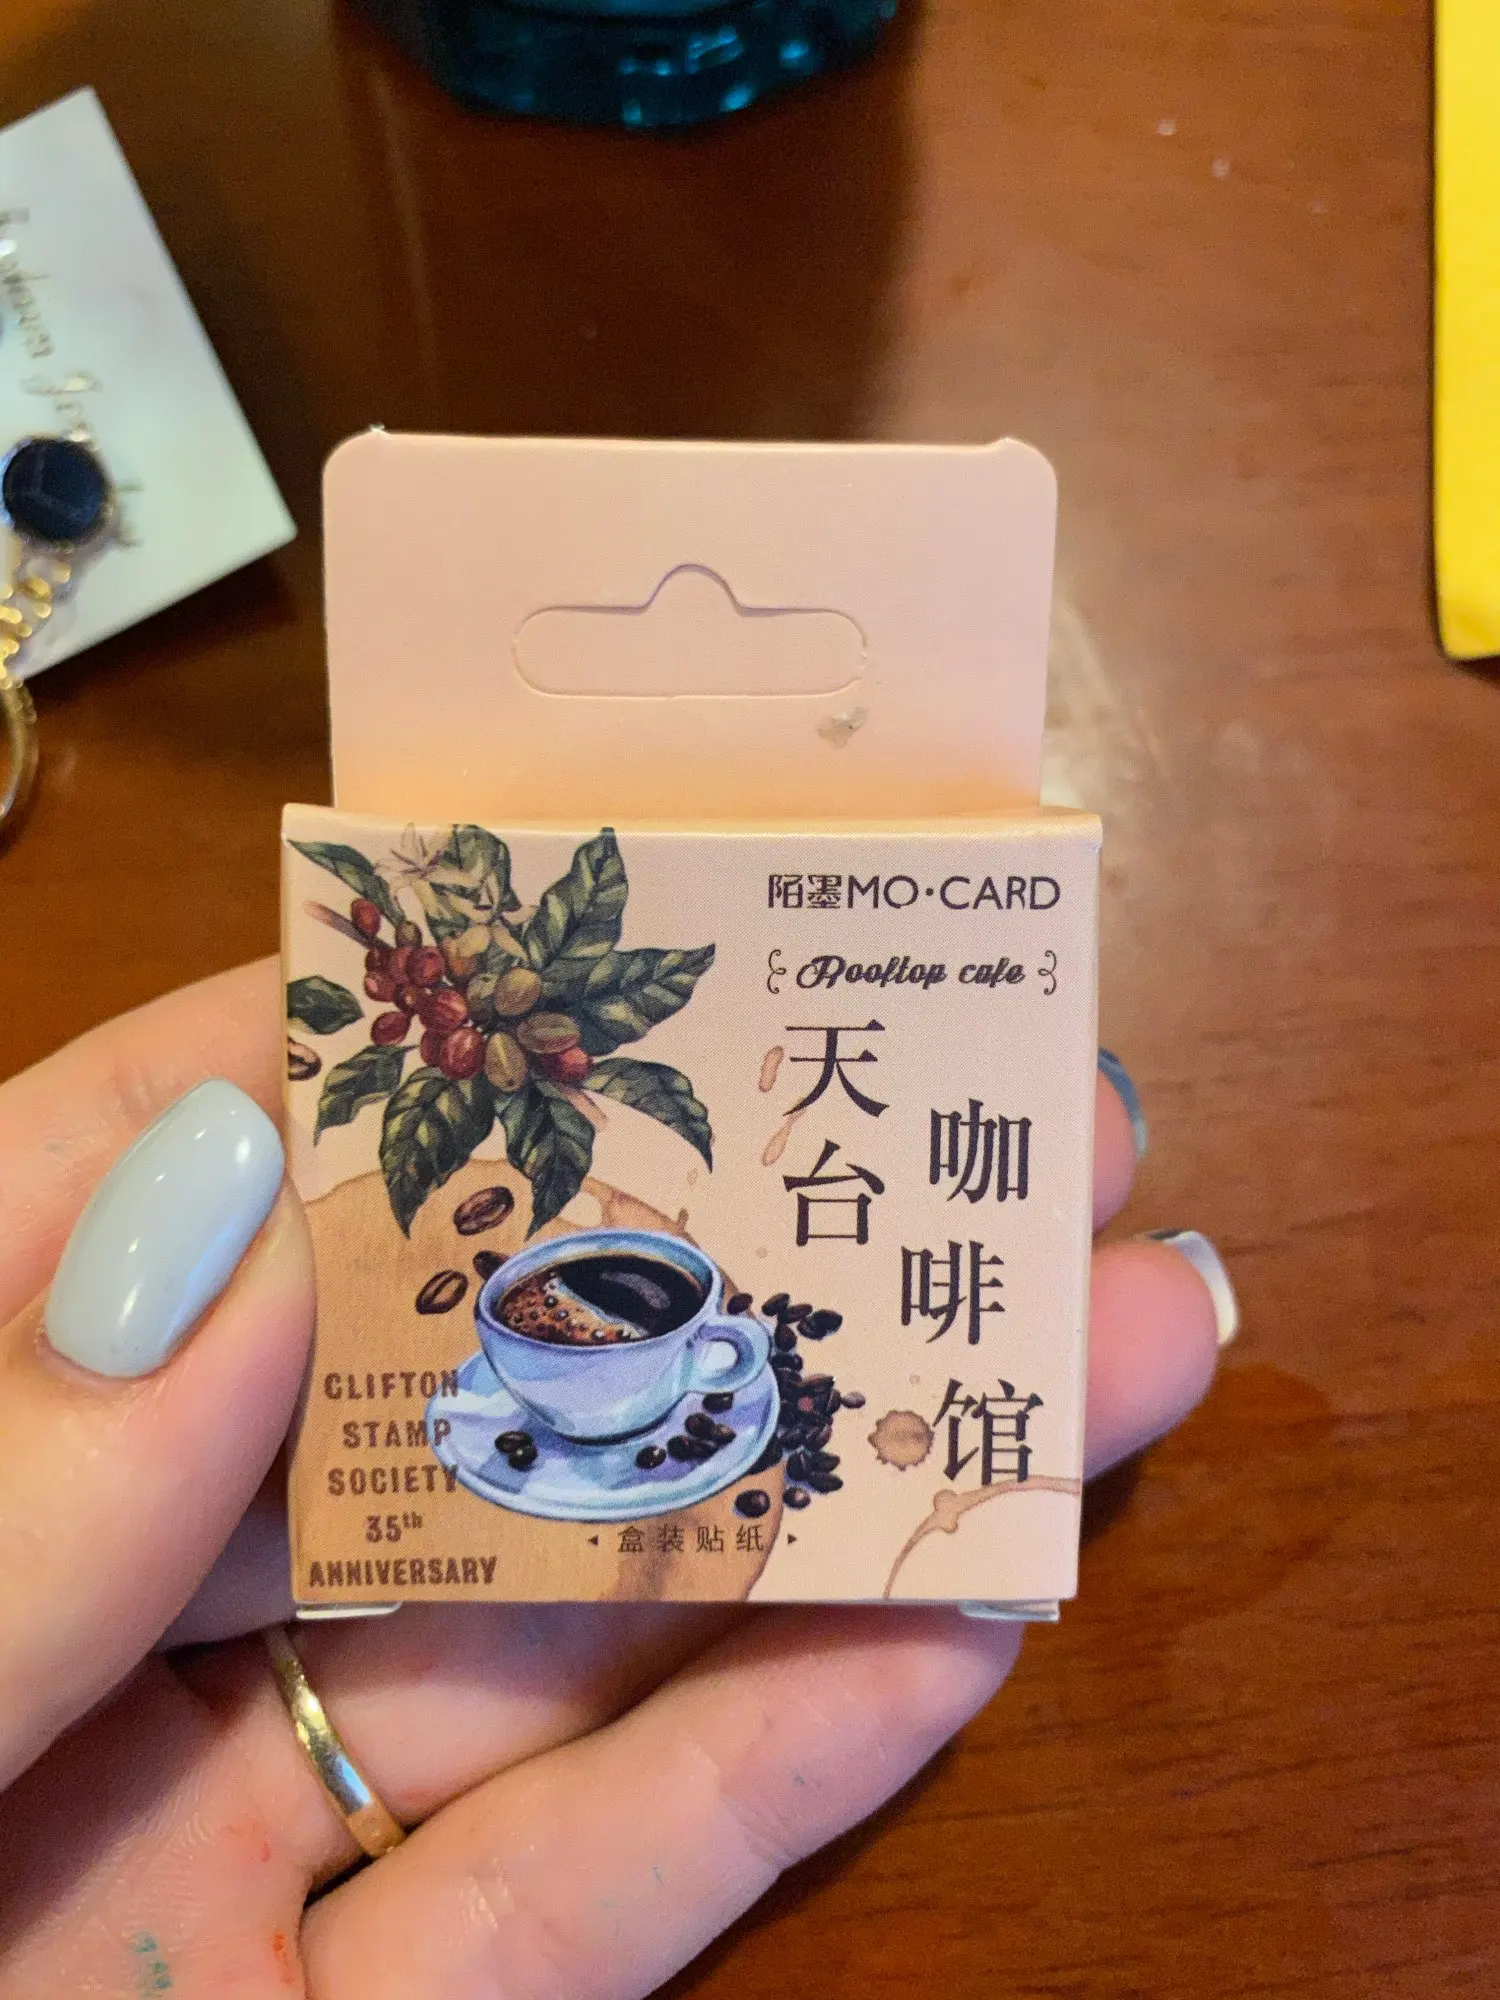 陌墨MO·CARD
Rooftop cafe
天台
咖啡馆
CLIFTON
STAMP
SOCIETY
35th
ANNIVERSARY
盒装贴纸